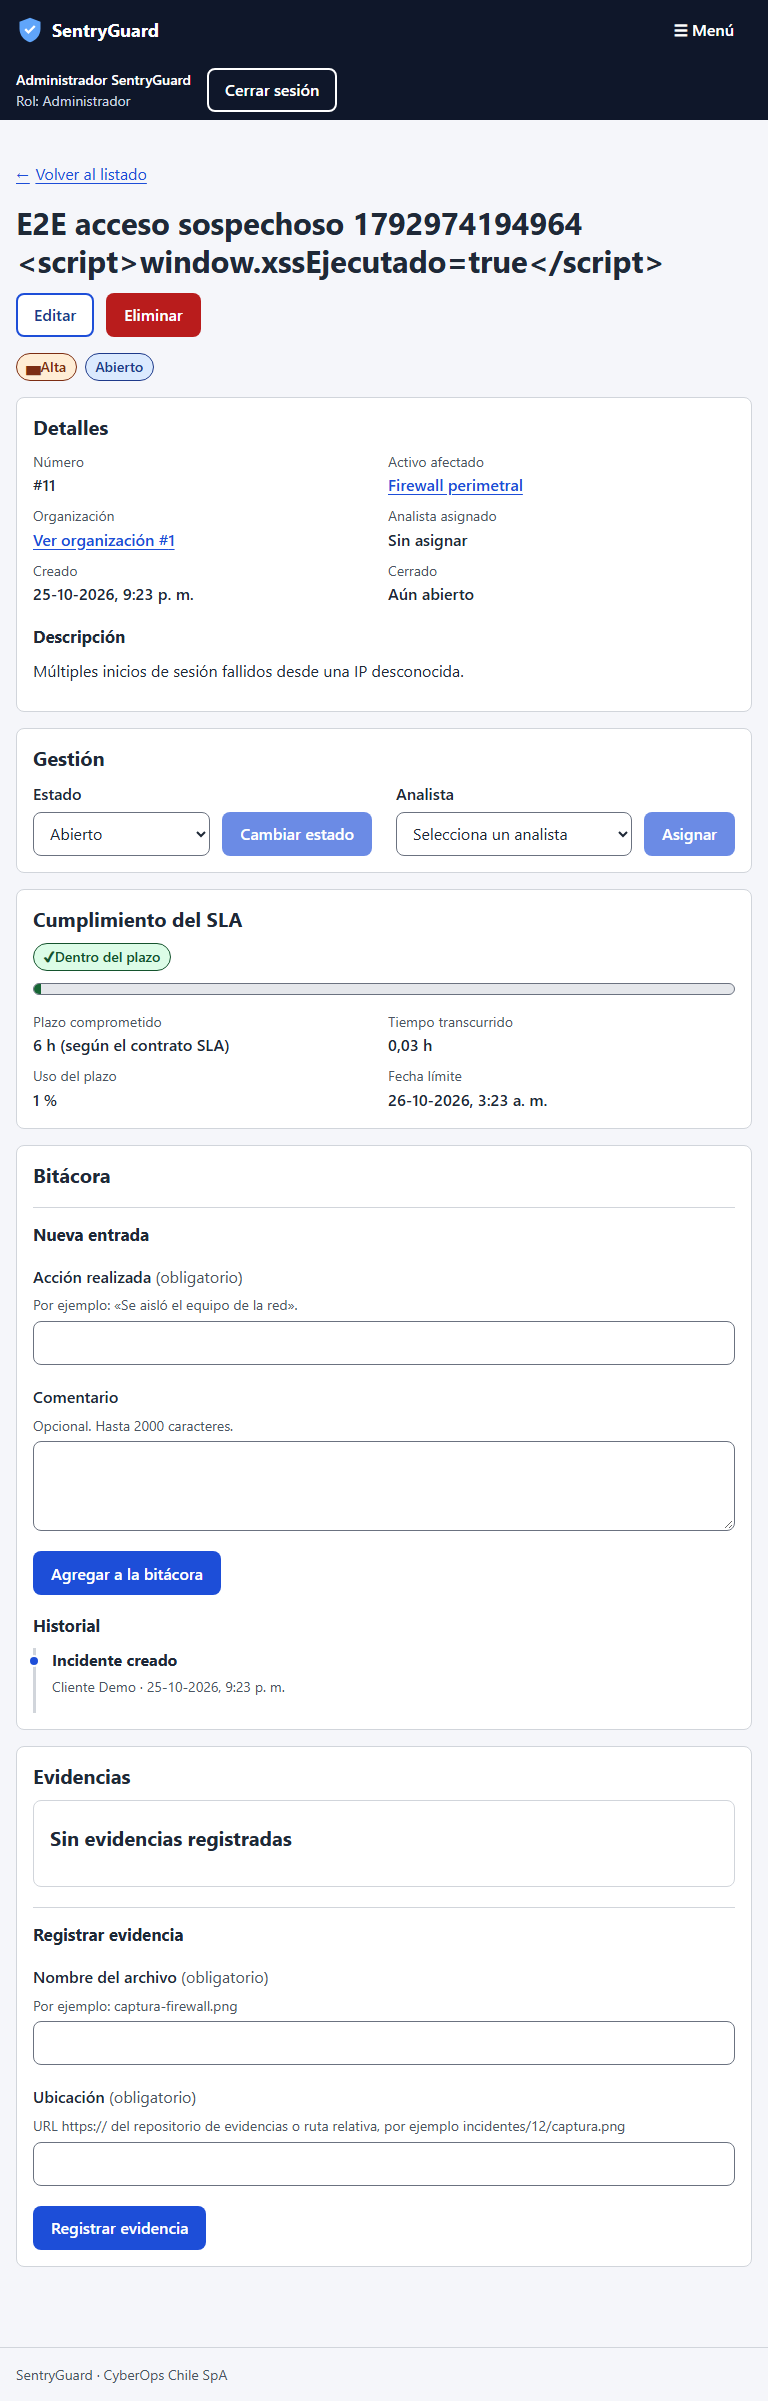 SentryGuard
☰ Menú
Administrador SentryGuard
Rol: Administrador
Cerrar sesión
← Volver al listado
E2E acceso sospechoso 1792974194964
<script>window.xssEjecutado=true</script>
Editar
Eliminar
Alta
Abierto
Detalles
Número
#11
Activo afectado
Firewall perimetral
Organización
Ver organización #1
Analista asignado
Sin asignar
Creado
25-10-2026, 9:23 p. m.
Cerrado
Aún abierto
Descripción
Múltiples inicios de sesión fallidos desde una IP desconocida.
Gestión
Estado
Abierto
Cambiar estado
Analista
Selecciona un analista
Asignar
Cumplimiento del SLA
✔Dentro del plazo
Plazo comprometido
6 h (según el contrato SLA)
Tiempo transcurrido
0,03 h
Uso del plazo
1 %
Fecha límite
26-10-2026, 3:23 a. m.
Bitácora
Nueva entrada
Acción realizada (obligatorio)
Por ejemplo: «Se aisló el equipo de la red».
Comentario
Opcional. Hasta 2000 caracteres.
Agregar a la bitácora
Historial
Incidente creado
Cliente Demo · 25-10-2026, 9:23 p. m.
Evidencias
Sin evidencias registradas
Registrar evidencia
Nombre del archivo (obligatorio)
Por ejemplo: captura-firewall.png
Ubicación (obligatorio)
URL https:// del repositorio de evidencias o ruta relativa, por ejemplo incidentes/12/captura.png
Registrar evidencia
SentryGuard · CyberOps Chile SpA